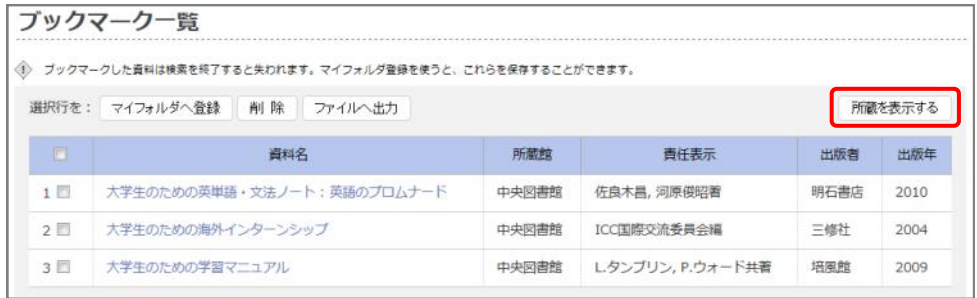 ブックマーク一覧
ブックマークした資料は検索を終了すると失われます。マイフォルダ登録を使うと、これらを保存することができます。
選択行を： マイフォルダへ登録 削 除 ファイルへ出力 所蔵を表示する
資料名 所蔵館 責任表示 出版者 出版年
1 大学生のための英単語・文法ノート：英語のプロムナード 中央図書館 佐良木昌, 河原俊昭著 明石書店 2010
2 大学生のための海外インターンシップ 中央図書館 ICC国際交流委員会編 三修社 2004
3 大学生のための学習マニュアル 中央図書館 L.タンブリン, P.ウォード共著 培風館 2009